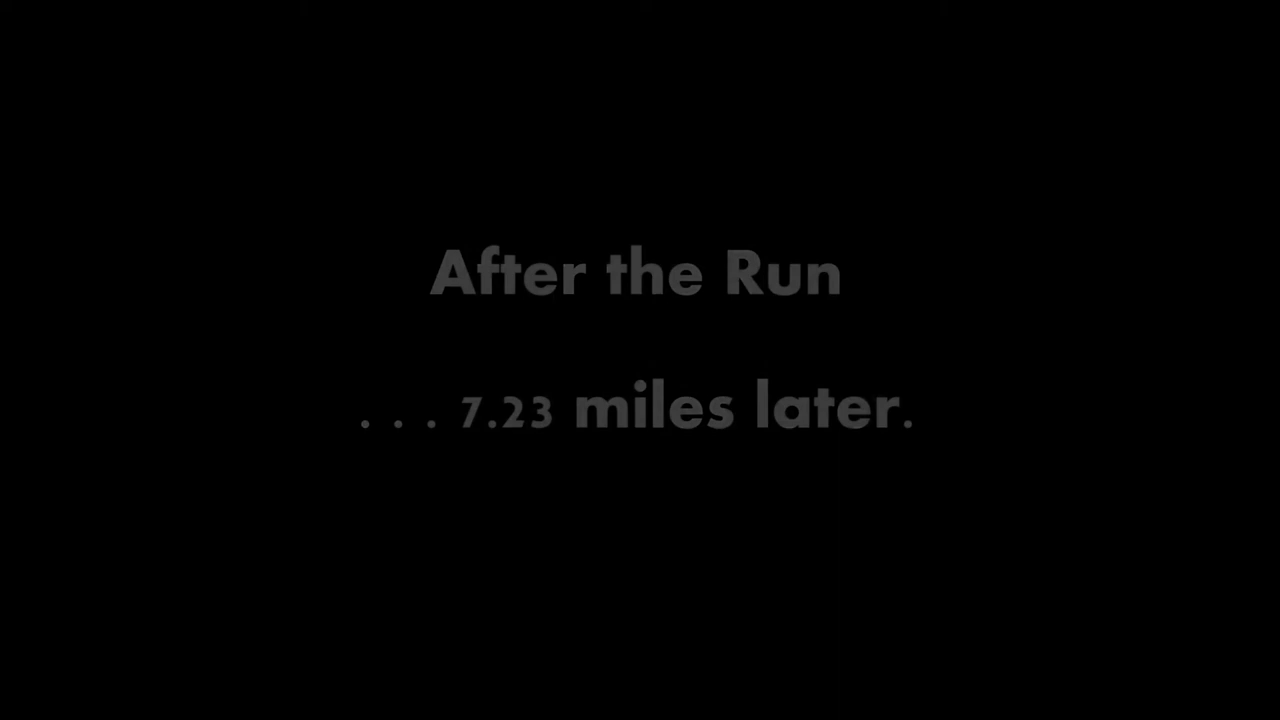 After the Run
. . . 7.23 miles later.